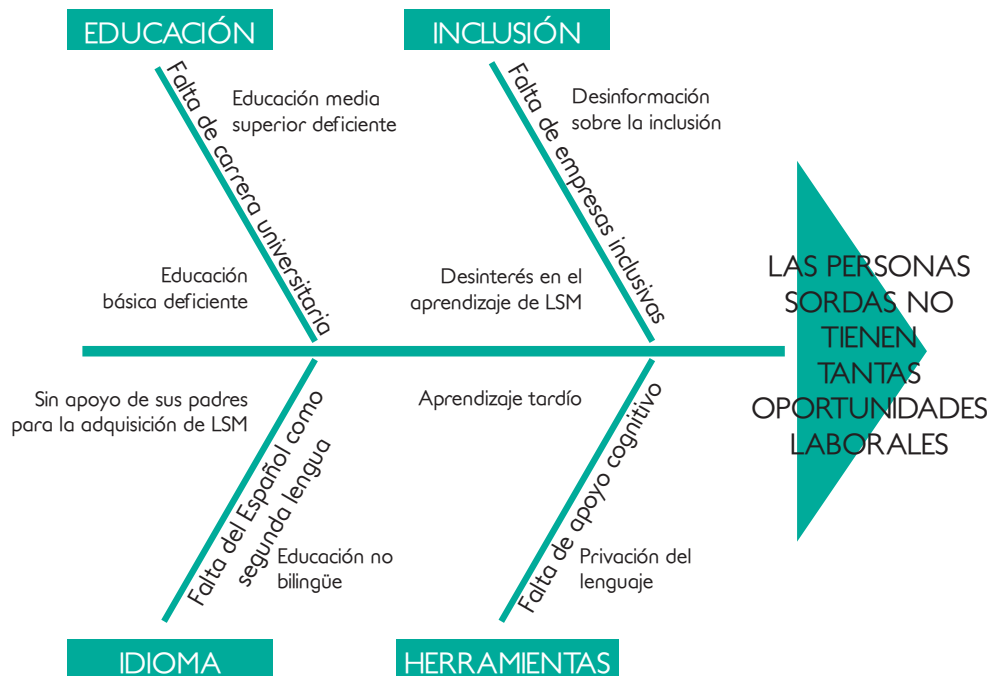 EDUCACIÓN
Falta de carrera universitaria
Educación media
superior deficiente
Educación
básica deficiente
INCLUSIÓN
Falta de empresas inclusivas
Desinformación
sobre la inclusión
Desinterés en el
aprendizaje de LSM
Sin apoyo de sus padres
para la adquisición de LSM
Falta del Español como
segunda lengua
Educación no
bilingüe
IDIOMA
Aprendizaje tardío
Falta de apoyo cognitivo
Privación del
lenguaje
HERRAMIENTAS
LAS PERSONAS
SORDAS NO
TIENEN
TANTAS
OPORTUNIDADES
LABORALES